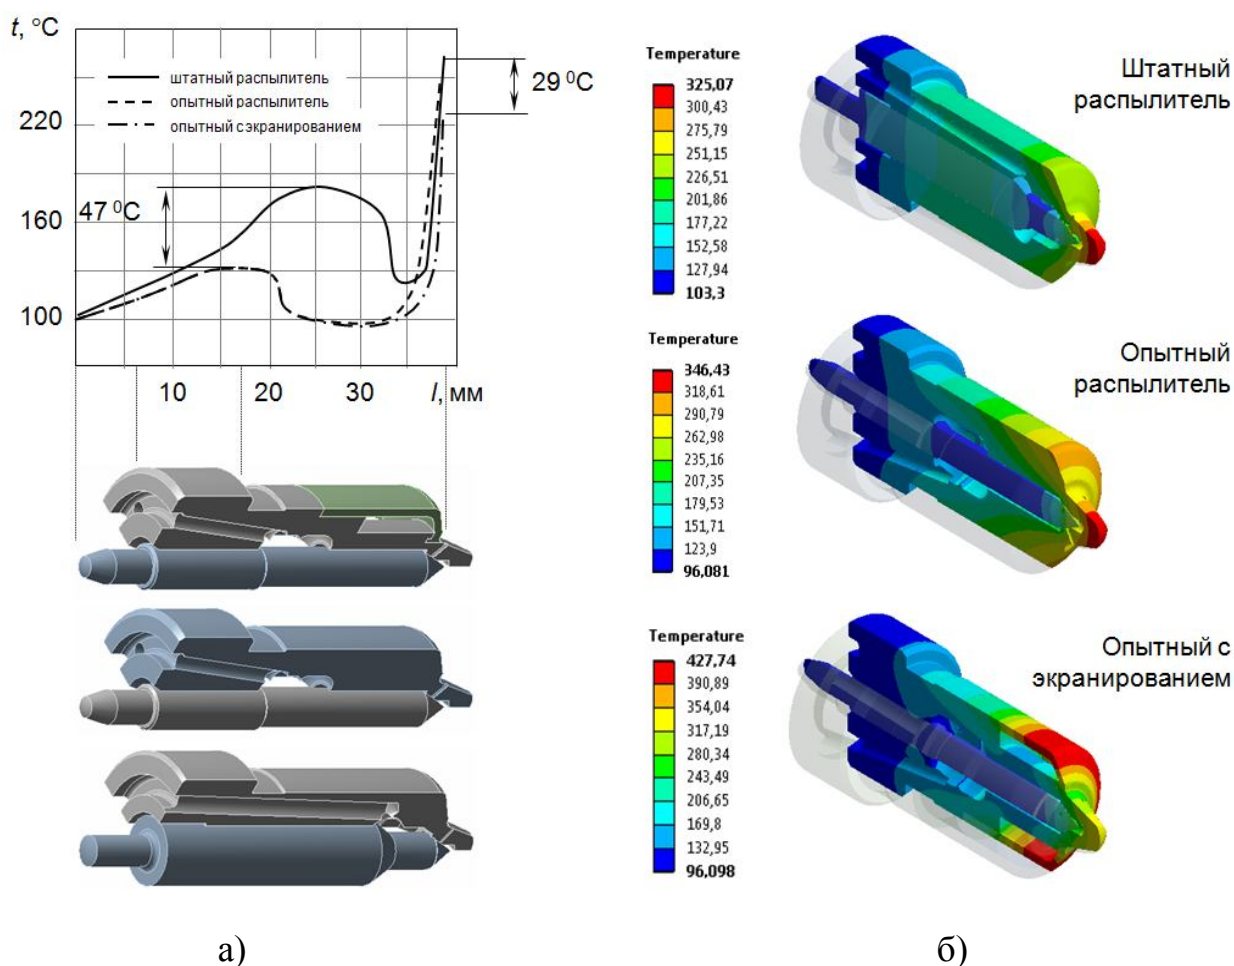 t, °C
штатный распылитель
опытный распылитель
опытный с экранированием
29 ⁰C
220
47 ⁰C
160
100
10 20 30 l, мм
а)
Temperature
325,07
300,43
275,79
251,15
226,51
201,86
177,22
152,58
127,94
103,3
Штатный
распылитель
Temperature
346,43
318,61
290,79
262,98
235,16
207,35
179,53
151,71
123,9
96,081
Опытный
распылитель
Temperature
427,74
390,89
354,04
317,19
280,34
243,49
206,65
169,8
132,95
96,098
Опытный с
экранированием
б)